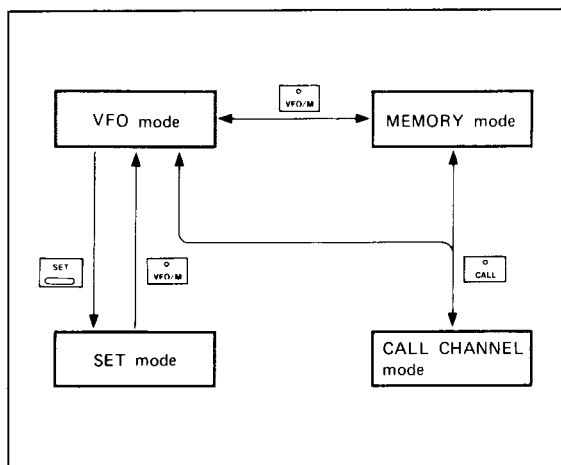 VFO/M
VFO mode
MEMORY mode
SET
VFO/M
CALL
SET mode
CALL CHANNEL
mode